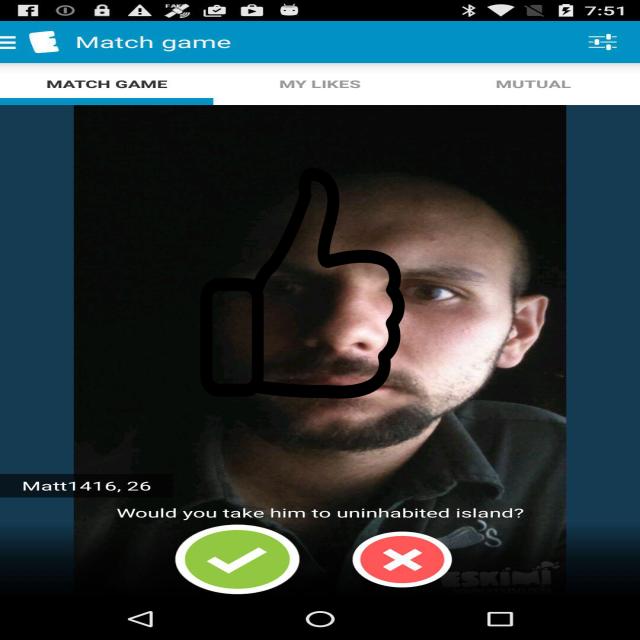 7:51
Match game
MATCH GAME MY LIKES MUTUAL
Matt1416, 26
Would you take him to uninhabited island?
ESKIMI